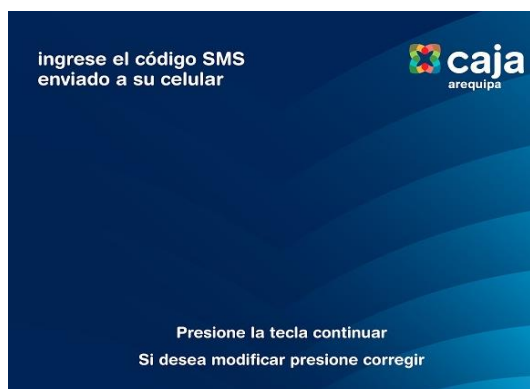 ingrese el código SMS
enviado a su celular
caja
arequipa
Presione la tecla continuar
Si desea modificar presione corregir